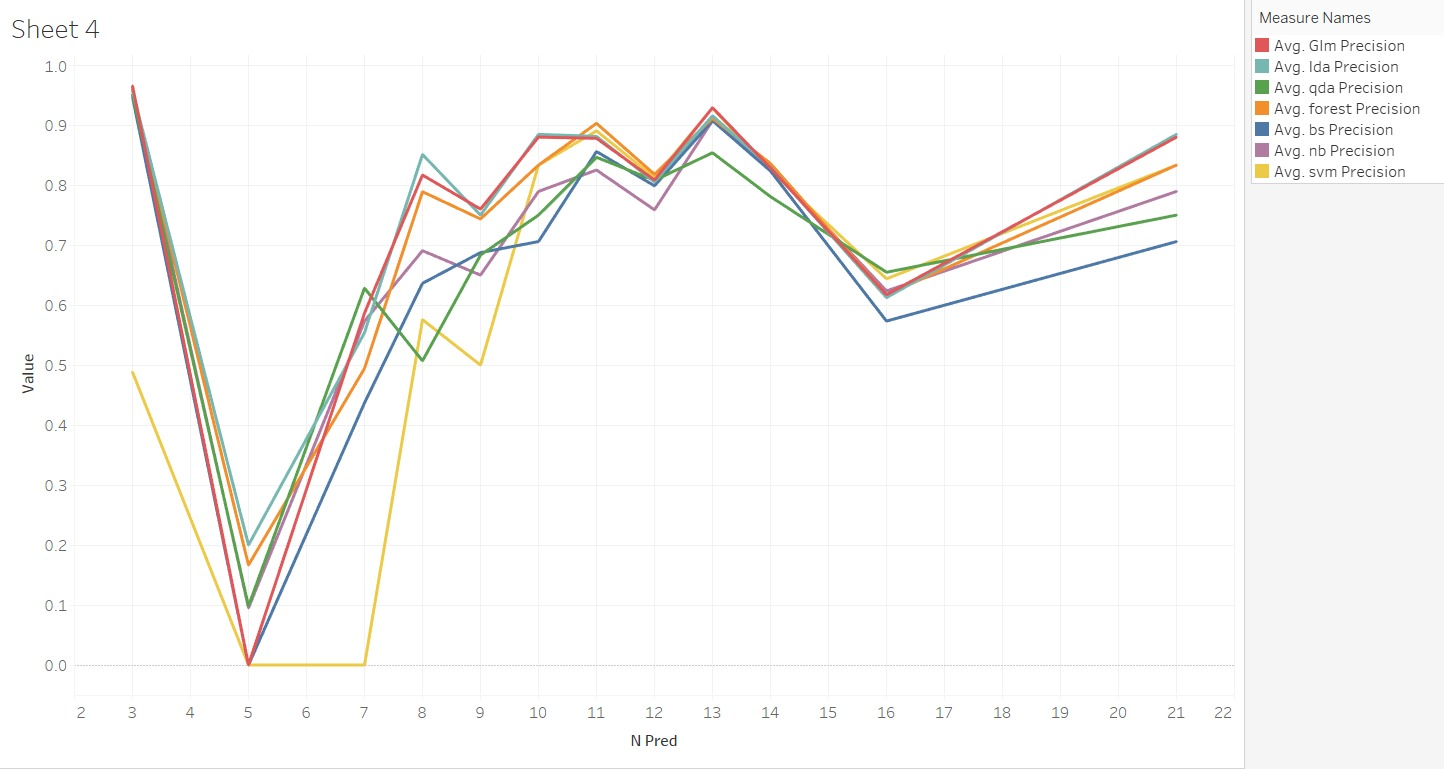 Sheet 4
Measure Names
Avg. Glm Precision
Avg. lda Precision
Avg. qda Precision
Avg. forest Precision
Avg. bs Precision
Avg. nb Precision
Avg. svm Precision
1.0
0.9
0.8
0.7
0.6
0.5
0.4
0.3
0.2
0.1
0.0
Value
2 3 4 5 6 7 8 9 10 11 12 13 14 15 16 17 18 19 20 21 22
N Pred